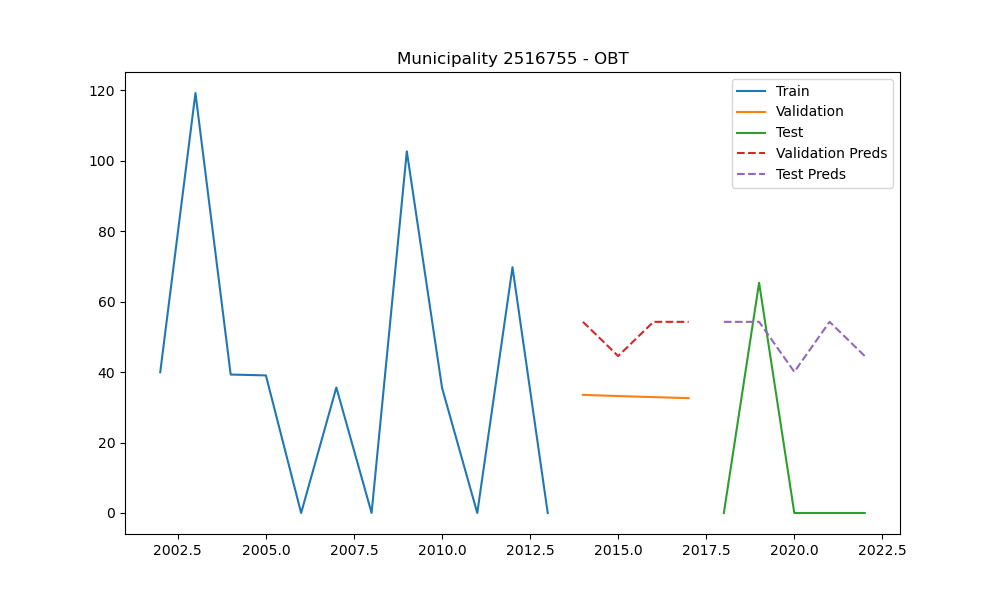 Municipality 2516755 - OBT
120
100
80
60
40
20
0
Train
Validation
Test
Validation Preds
Test Preds
2002.5 2005.0 2007.5 2010.0 2012.5 2015.0 2017.5 2020.0 2022.5